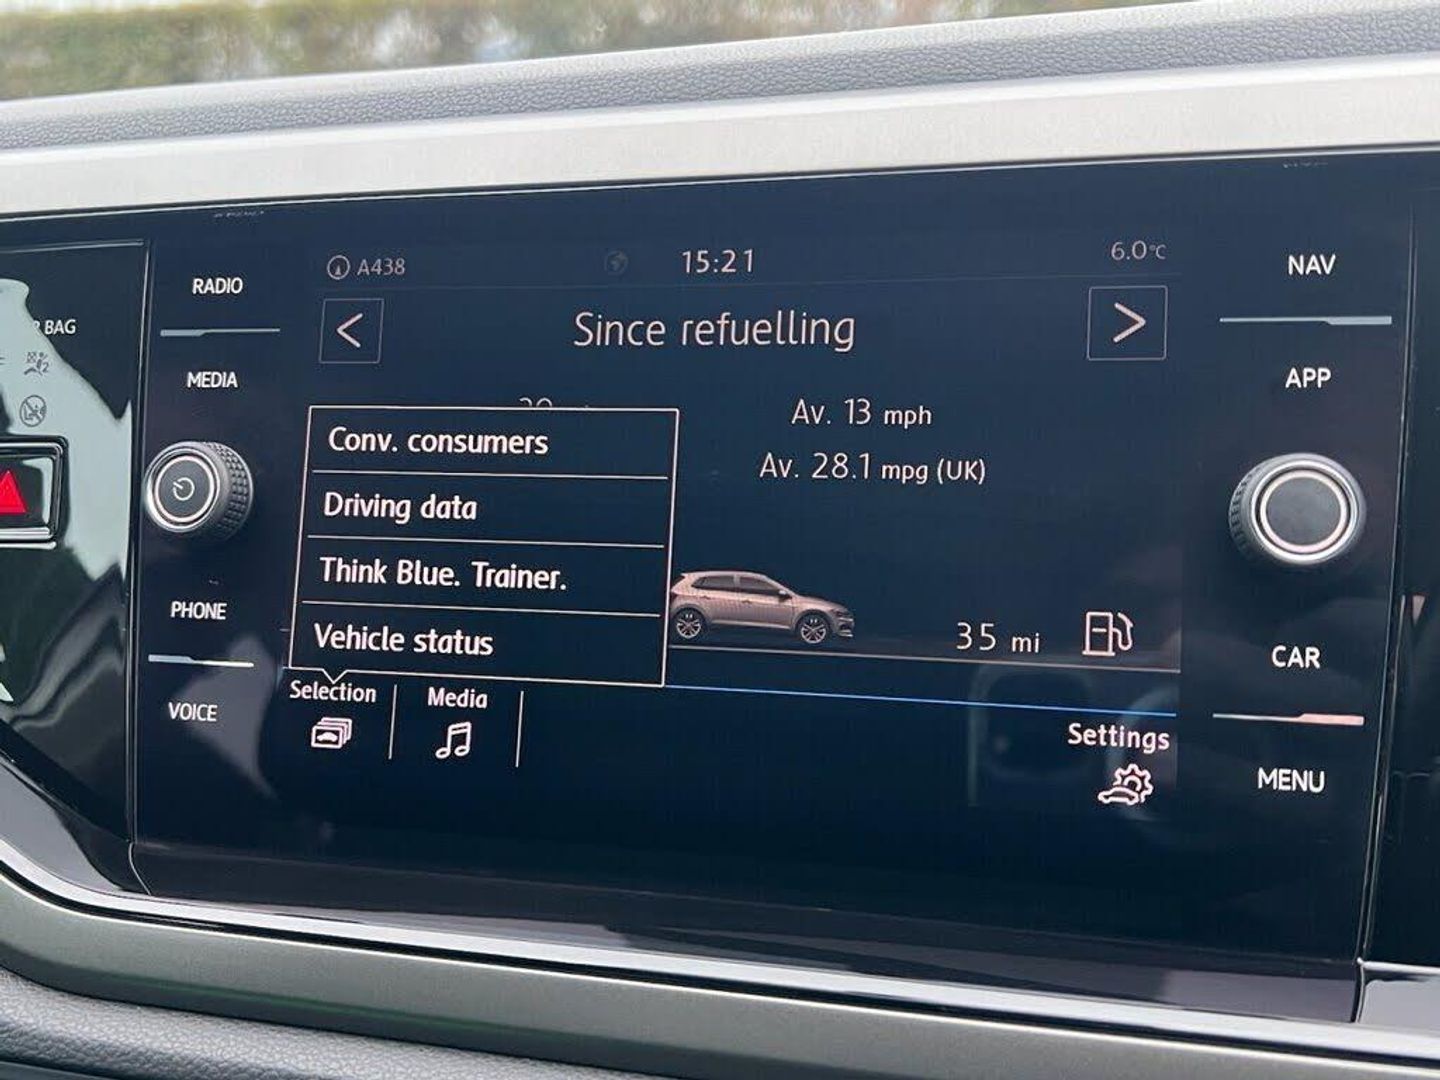 A438
15:21
6.0°C
RADIO
NAV
< Since refuelling >
BAG
MEDIA
APP
Av. 13 mph
Conv. consumers
Av. 28.1 mpg (UK)
Driving data
Think Blue. Trainer.
PHONE
Vehicle status
35 mi
CAR
VOICE
Selection
Media
Settings
MENU